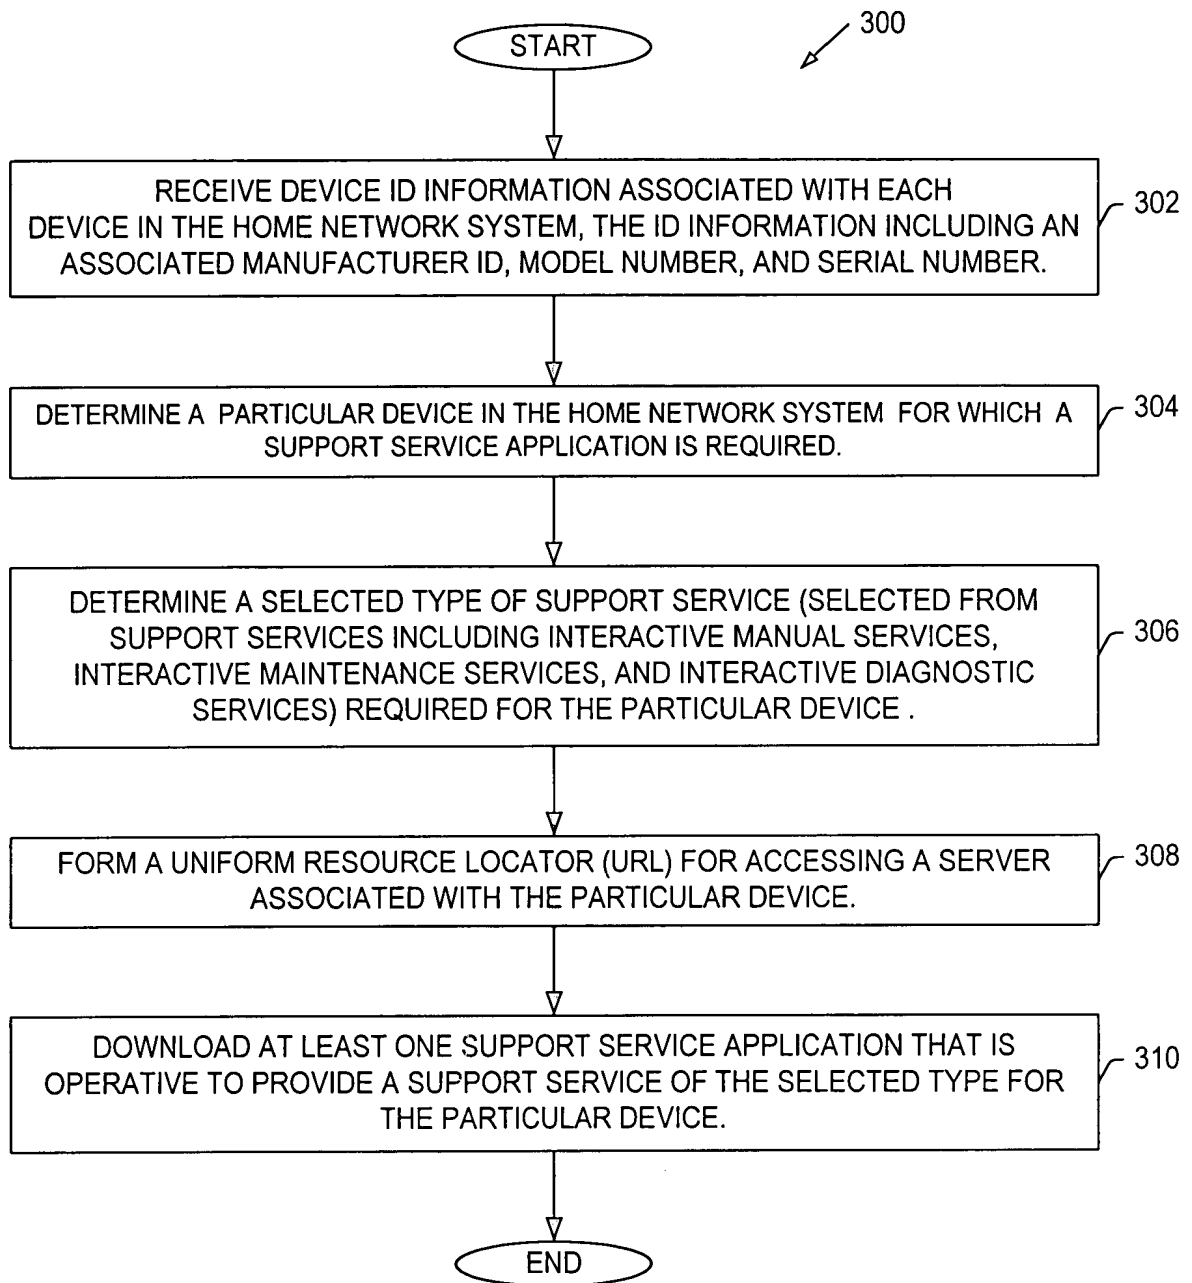 START
300
RECEIVE DEVICE ID INFORMATION ASSOCIATED WITH EACH
DEVICE IN THE HOME NETWORK SYSTEM, THE ID INFORMATION INCLUDING AN
ASSOCIATED MANUFACTURER ID, MODEL NUMBER, AND SERIAL NUMBER.
302
DETERMINE A PARTICULAR DEVICE IN THE HOME NETWORK SYSTEM FOR WHICH A
SUPPORT SERVICE APPLICATION IS REQUIRED.
304
DETERMINE A SELECTED TYPE OF SUPPORT SERVICE (SELECTED FROM
SUPPORT SERVICES INCLUDING INTERACTIVE MANUAL SERVICES,
INTERACTIVE MAINTENANCE SERVICES, AND INTERACTIVE DIAGNOSTIC
SERVICES) REQUIRED FOR THE PARTICULAR DEVICE .
306
FORM A UNIFORM RESOURCE LOCATOR (URL) FOR ACCESSING A SERVER
ASSOCIATED WITH THE PARTICULAR DEVICE.
308
DOWNLOAD AT LEAST ONE SUPPORT SERVICE APPLICATION THAT IS
OPERATIVE TO PROVIDE A SUPPORT SERVICE OF THE SELECTED TYPE FOR
THE PARTICULAR DEVICE.
310
END